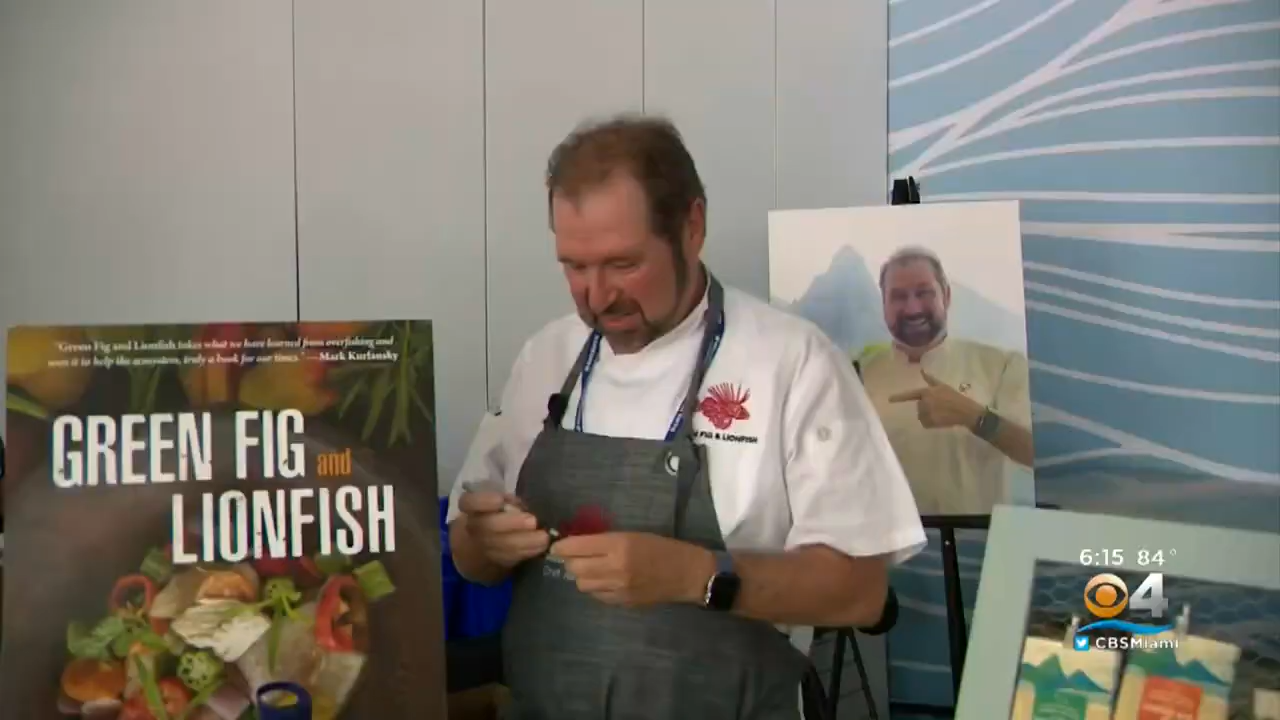 "Green Fig and Lionfish takes what we have learned from overfishing and
uses it to help the ecosystem, truly a book for our times." —Mark Kurlansky
GREEN FIG and
LIONFISH
FIG & LIONFISH
Chef
6:15 84°
4
CBSMiami